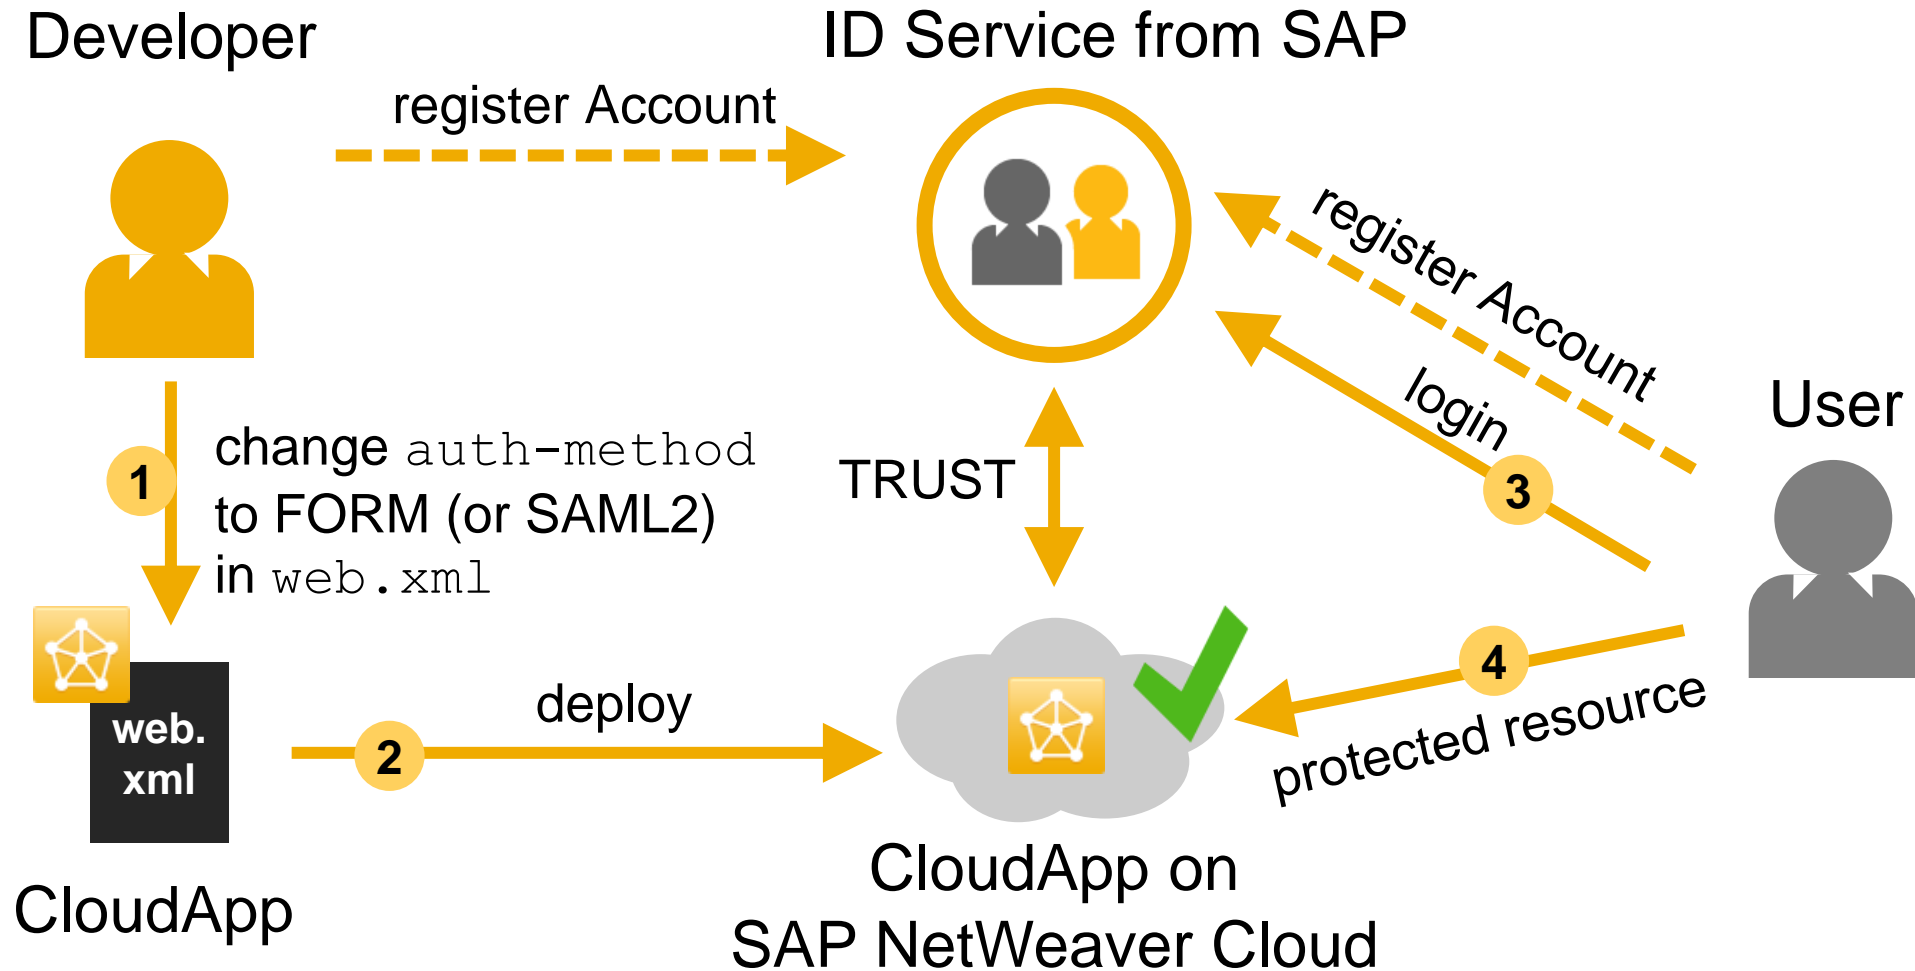 Developer
ID Service from SAP
register Account
register Account
login
User
1
change auth-method
to FORM (or SAML2)
in web.xml
TRUST
3
4
protected resource
web.
xml
2
deploy
CloudApp
CloudApp on
SAP NetWeaver Cloud